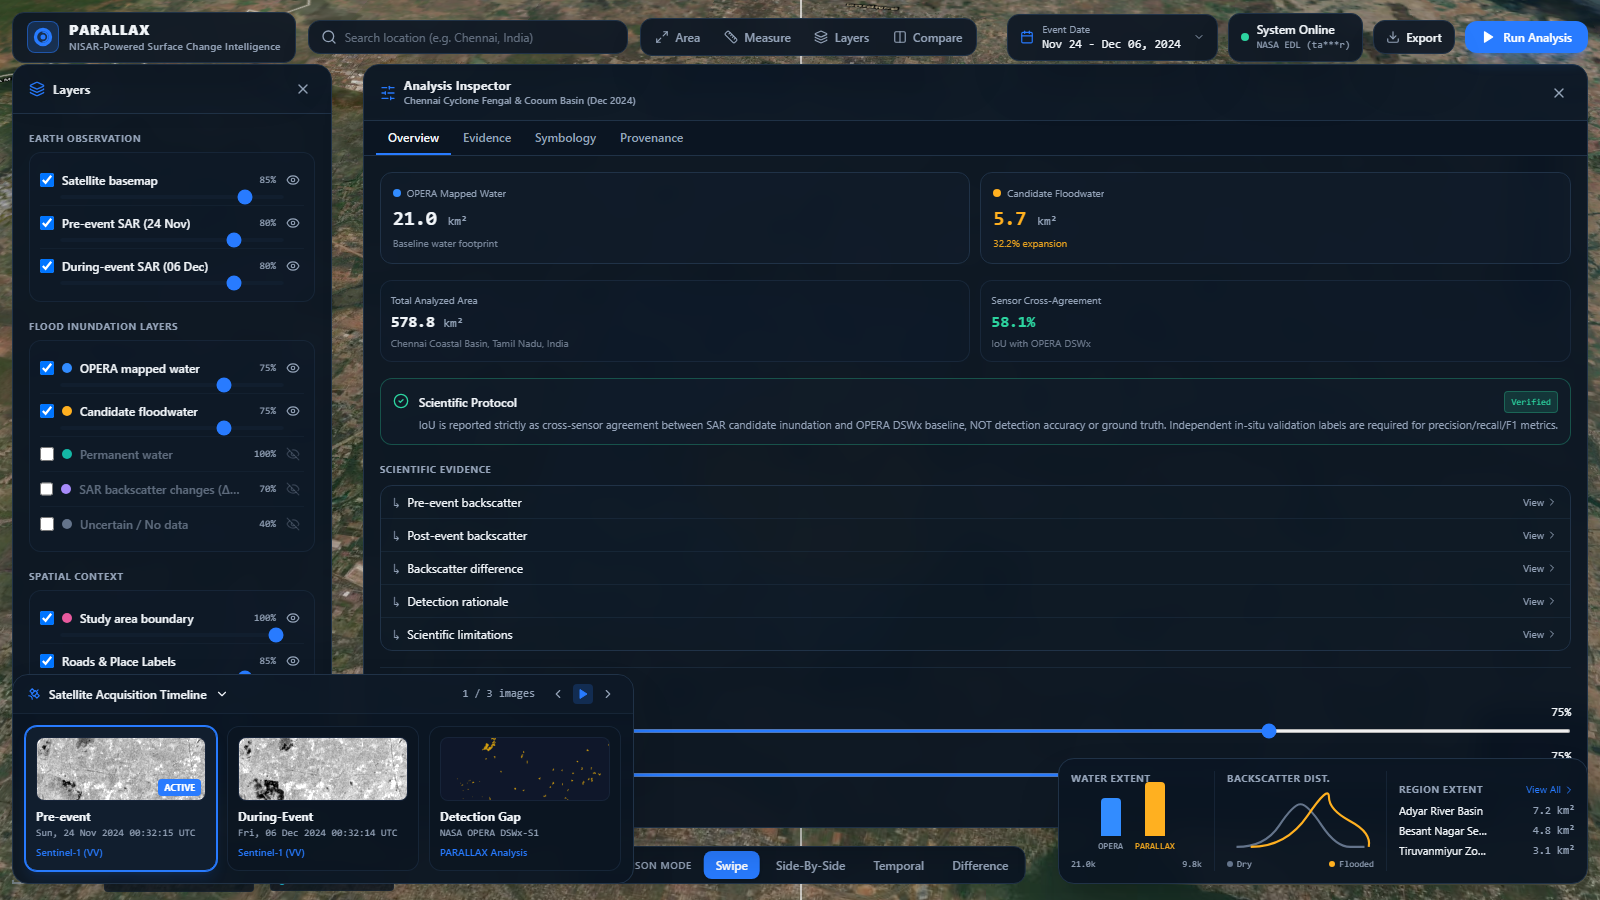 PARALLAX
NISAR-Powered Surface Change Intelligence
Search location (e.g. Chennai, India)
Area
Measure
Layers
Compare
Event Date
Nov 24 - Dec 06, 2024
System Online
NASA EDL (ta***r)
Export
Run Analysis
Layers
EARTH OBSERVATION
Satellite basemap 85%
Pre-event SAR (24 Nov) 80%
During-event SAR (06 Dec) 80%
FLOOD INUNDATION LAYERS
OPERA mapped water 75%
Candidate floodwater 75%
Permanent water 100%
SAR backscatter changes (Δ... 70%
Uncertain / No data 40%
SPATIAL CONTEXT
Study area boundary 100%
Roads & Place Labels 85%
Analysis Inspector
Chennai Cyclone Fengal & Cooum Basin (Dec 2024)
Overview
Evidence
Symbology
Provenance
OPERA Mapped Water
21.0 km²
Baseline water footprint
Candidate Floodwater
5.7 km²
32.2% expansion
Total Analyzed Area
578.8 km²
Chennai Coastal Basin, Tamil Nadu, India
Sensor Cross-Agreement
58.1%
IoU with OPERA DSWx
Scientific Protocol
Verified
IoU is reported strictly as cross-sensor agreement between SAR candidate inundation and OPERA DSWx baseline, NOT detection accuracy or ground truth. Independent in-situ validation labels are required for precision/recall/F1 metrics.
SCIENTIFIC EVIDENCE
↳ Pre-event backscatter View >
↳ Post-event backscatter View >
↳ Backscatter difference View >
↳ Detection rationale View >
↳ Scientific limitations View >
75%
75%
Satellite Acquisition Timeline
1 / 3 images
ACTIVE
Pre-event
Sun, 24 Nov 2024 00:32:15 UTC
Sentinel-1 (VV)
During-Event
Fri, 06 Dec 2024 00:32:14 UTC
Sentinel-1 (VV)
Detection Gap
NASA OPERA DSWx-S1
PARALLAX Analysis
SON MODE
Swipe
Side-By-Side
Temporal
Difference
WATER EXTENT
OPERA
PARALLAX
21.0k
9.8k
BACKSCATTER DIST.
Dry
Flooded
REGION EXTENT
View All >
Adyar River Basin 7.2 km²
Besant Nagar Se... 4.8 km²
Tiruvanmiyur Zo... 3.1 km²